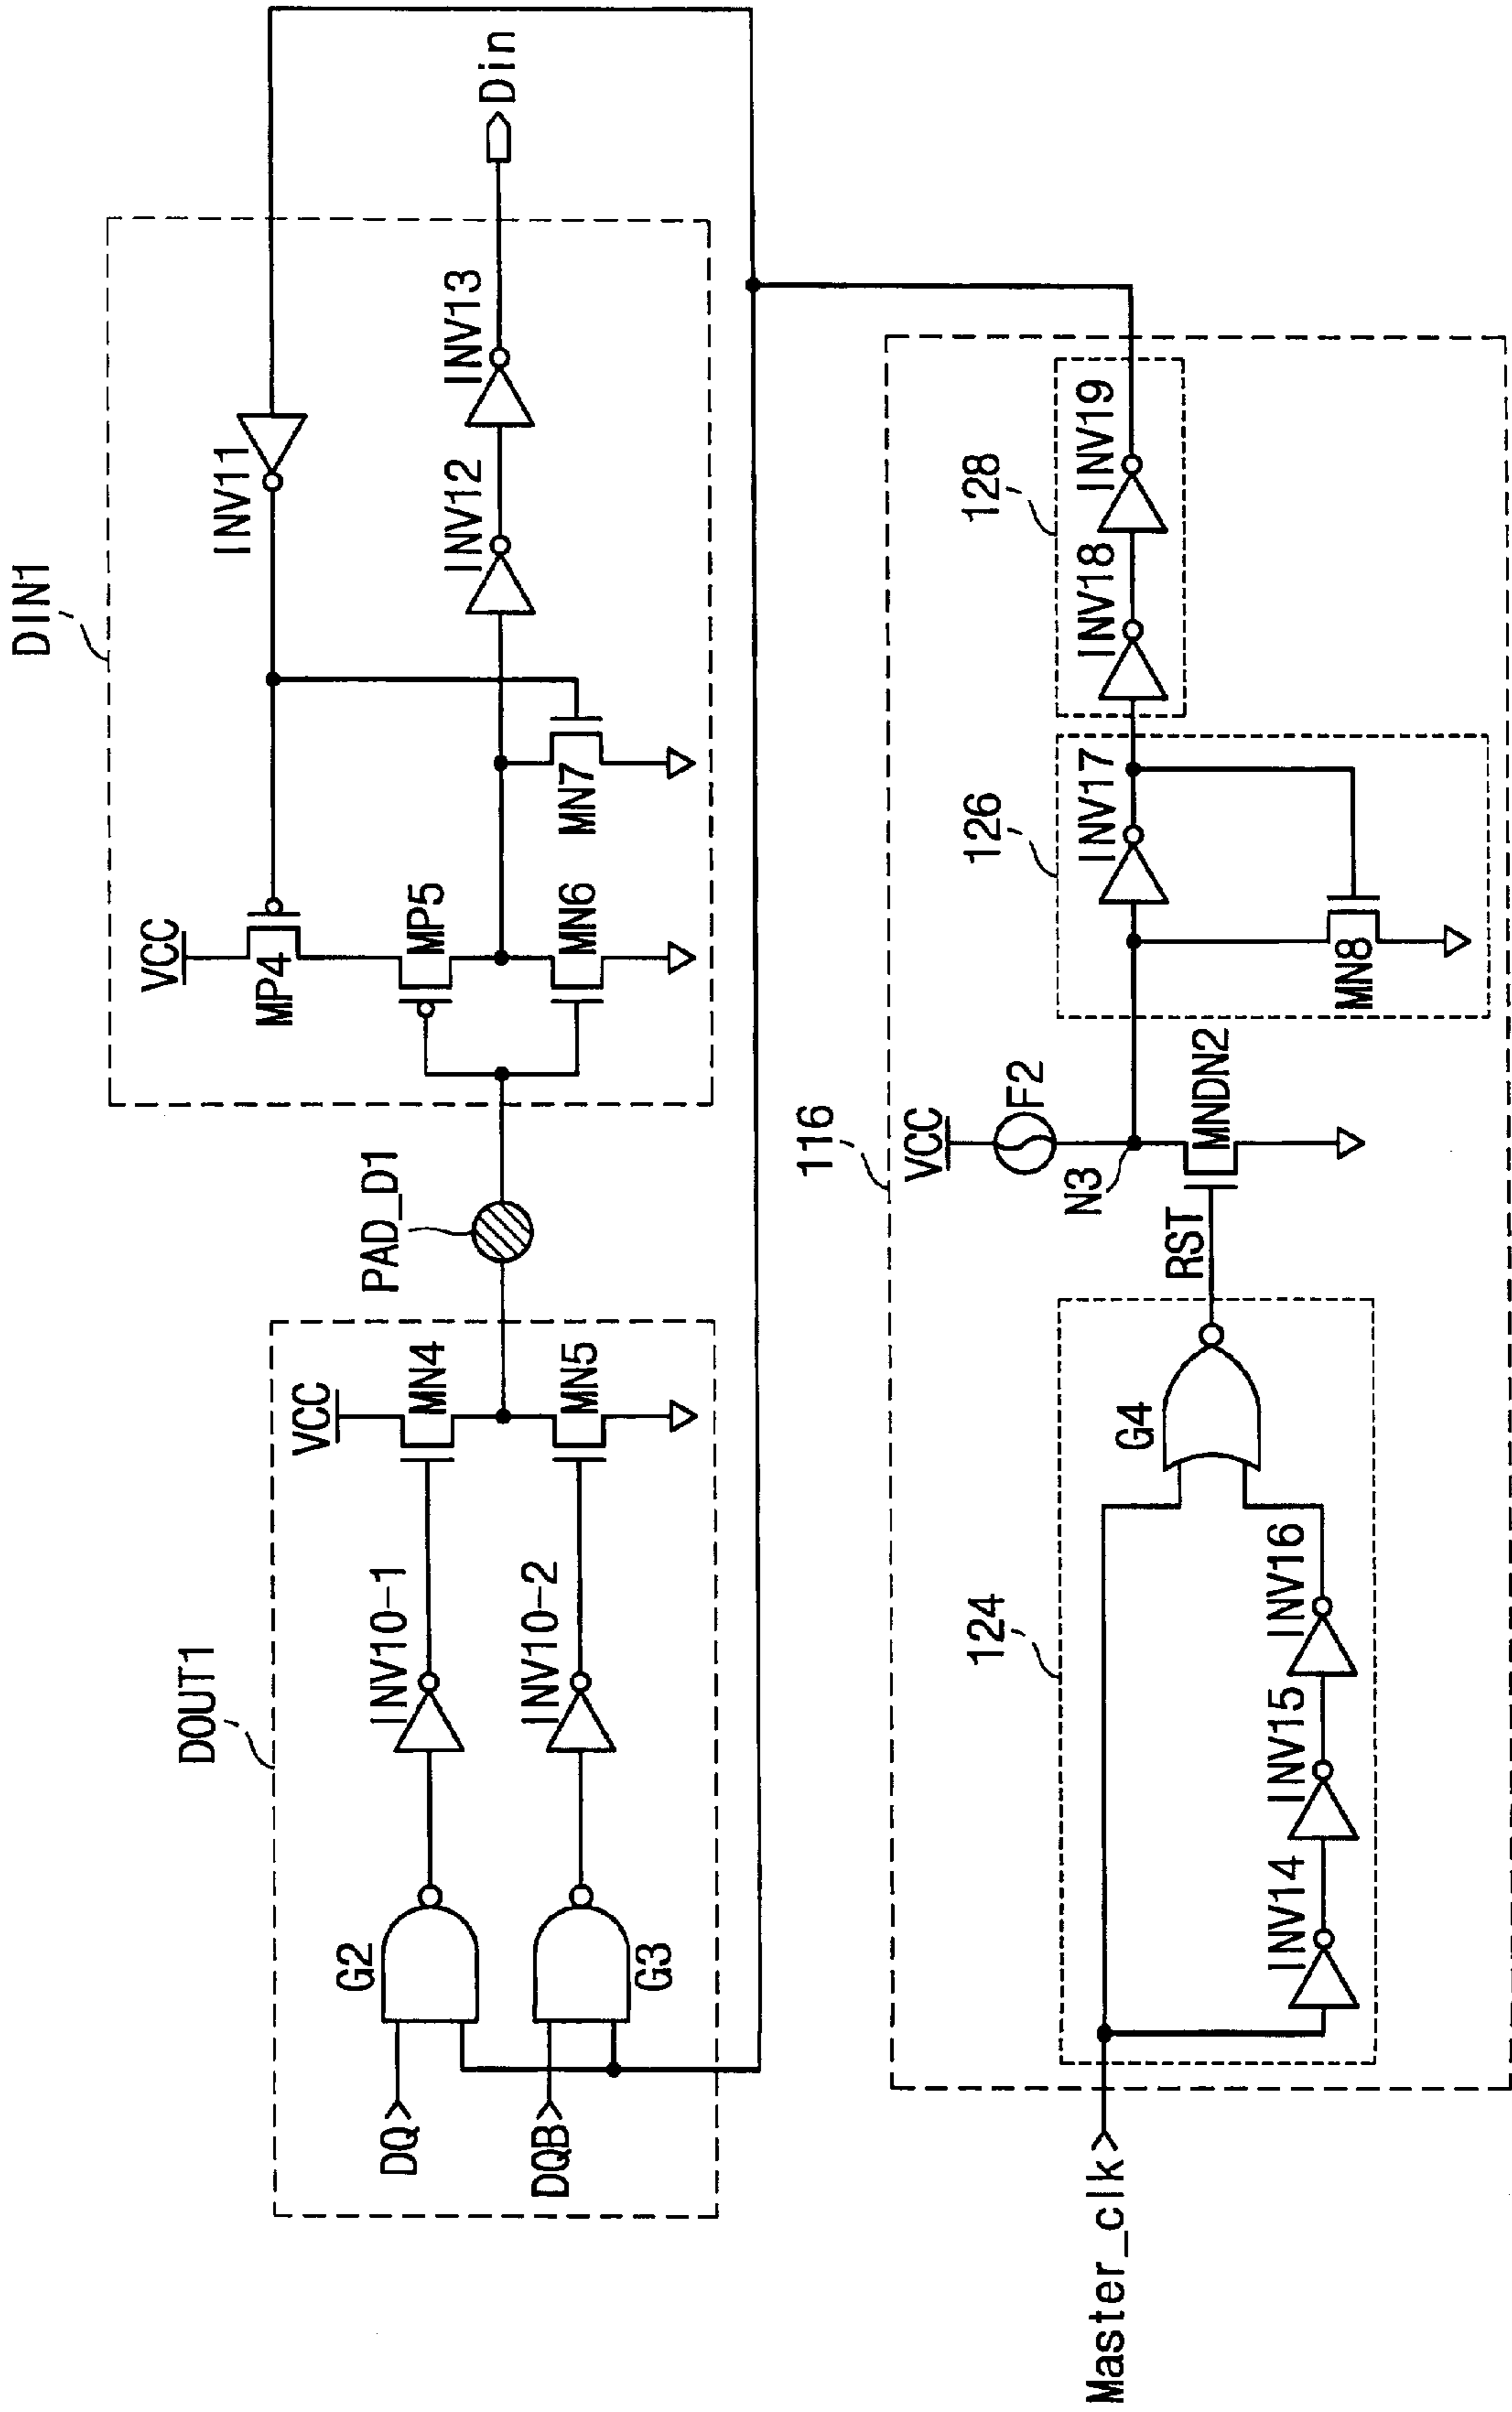 DOUT1
DQ
DQB
G2
G3
INV10-1
INV10-2
VCC
MN4
MN5
PAD_D1
DIN1
VCC
MP4
MP5
MN6
MN7
INV11
INV12
INV13
Din
116
Master_clk
124
INV14
INV15
INV16
G4
RST
VCC
F2
N3
MNDN2
126
INV17
MN8
128
INV18
INV19